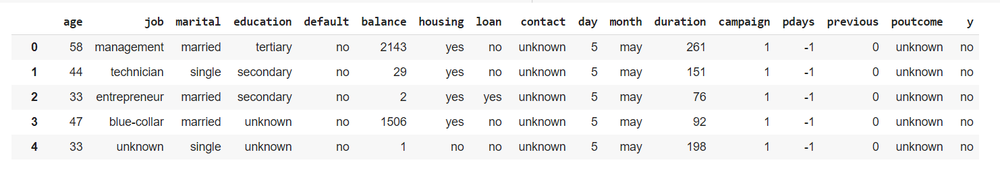 age job marital education default balance housing loan contact day month duration campaign pdays previous poutcome y
0 58 management married tertiary no 2143 yes no unknown 5 may 261 1 -1 0 unknown no
1 44 technician single secondary no 29 yes no unknown 5 may 151 1 -1 0 unknown no
2 33 entrepreneur married secondary no 2 yes yes unknown 5 may 76 1 -1 0 unknown no
3 47 blue-collar married unknown no 1506 yes no unknown 5 may 92 1 -1 0 unknown no
4 33 unknown single unknown no 1 no no unknown 5 may 198 1 -1 0 unknown no